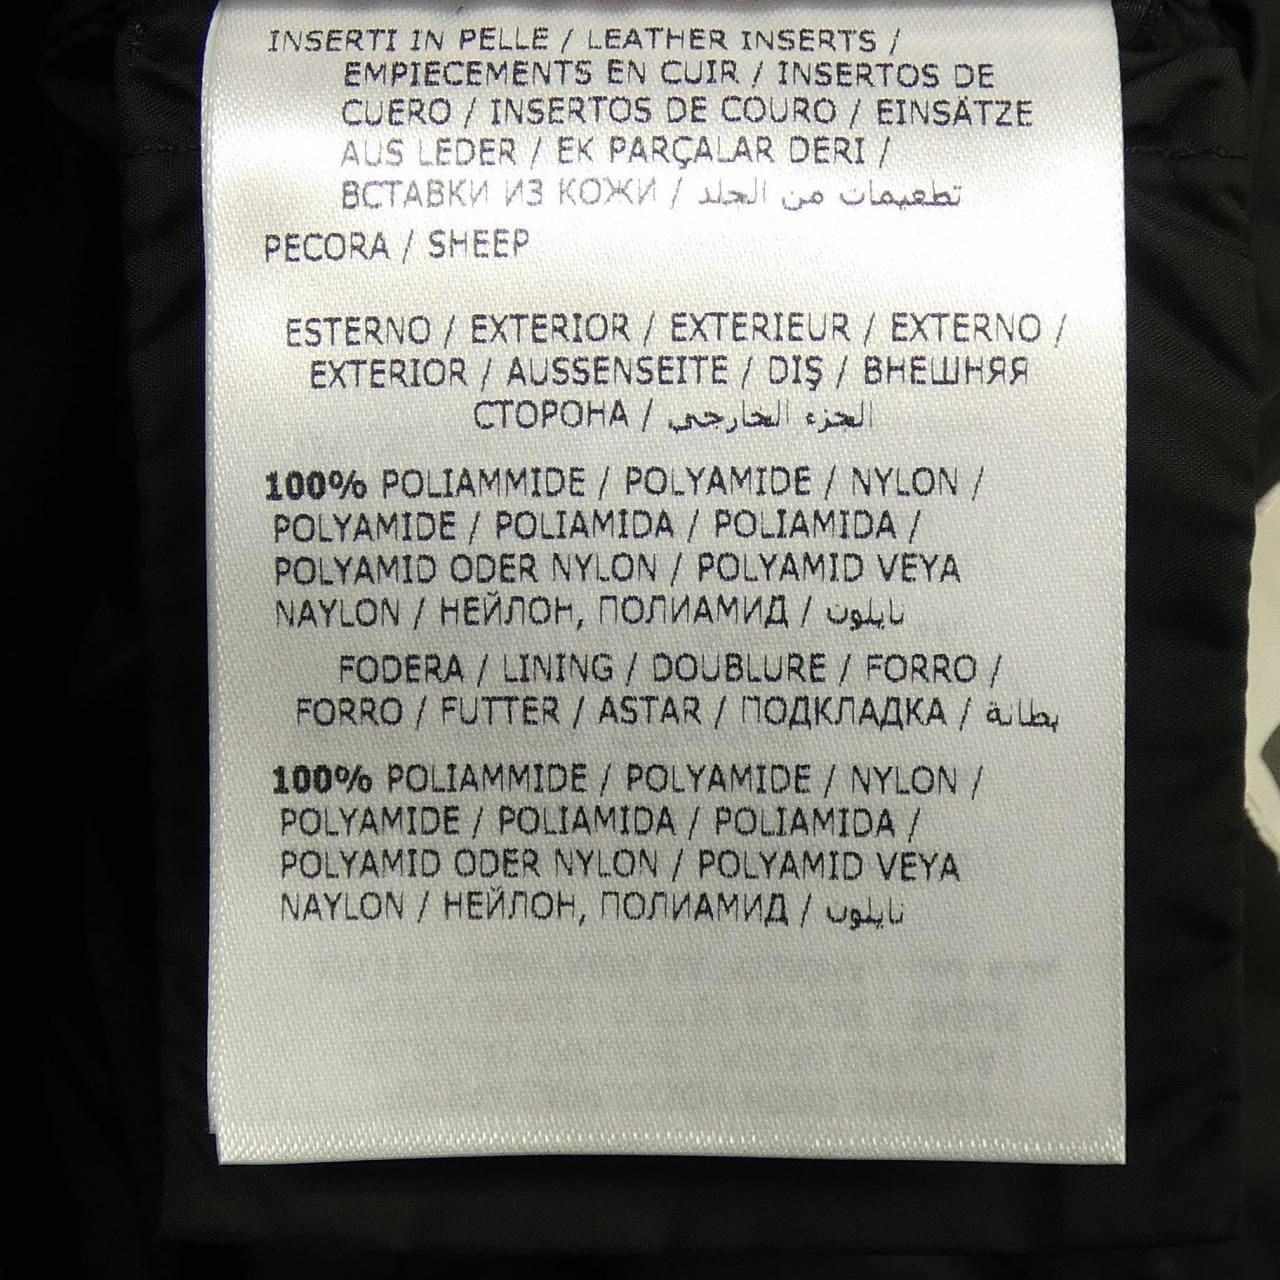 INSERTI IN PELLE / LEATHER INSERTS /
EMPIECEMENTS EN CUIR / INSERTOS DE
CUERO / INSERTOS DE COURO / EINSÄTZE
AUS LEDER / EK PARÇALAR DERI /
ВСТАВКИ ИЗ КОЖИ / تطعيمات من الجلد
PECORA / SHEEP
ESTERNO / EXTERIOR / EXTERIEUR / EXTERNO /
EXTERIOR / AUSSENSEITE / DIŞ / ВНЕШНЯЯ
СТОРОНА / الجزء الخارجي
100% POLIAMMIDE / POLYAMIDE / NYLON /
POLYAMIDE / POLIAMIDA / POLIAMIDA /
POLYAMID ODER NYLON / POLYAMID VEYA
NAYLON / НЕЙЛОН, ПОЛИАМИД / نايلون
FODERA / LINING / DOUBLURE / FORRO /
FORRO / FUTTER / ASTAR / ПОДКЛАДКА / بطانة
100% POLIAMMIDE / POLYAMIDE / NYLON /
POLYAMIDE / POLIAMIDA / POLIAMIDA /
POLYAMID ODER NYLON / POLYAMID VEYA
NAYLON / НЕЙЛОН, ПОЛИАМИД / نايلون